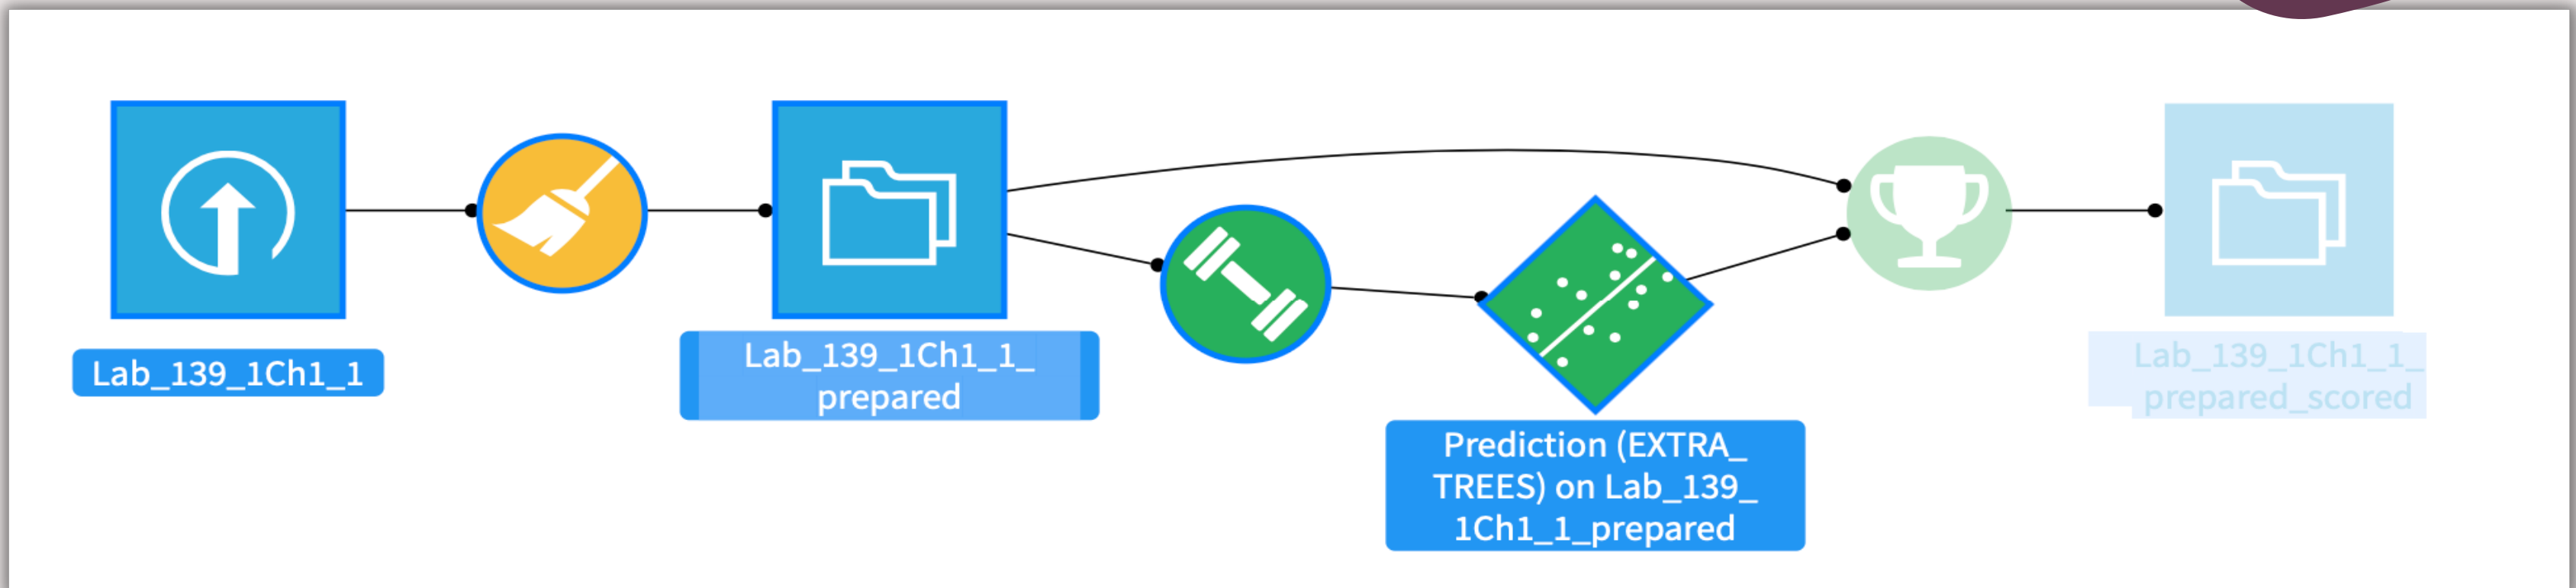 Lab_139_1Ch1_1
Lab_139_1Ch1_1_
prepared
Prediction (EXTRA_
TREES) on Lab_139_
1Ch1_1_prepared
Lab_139_1Ch1_1_
prepared_scored